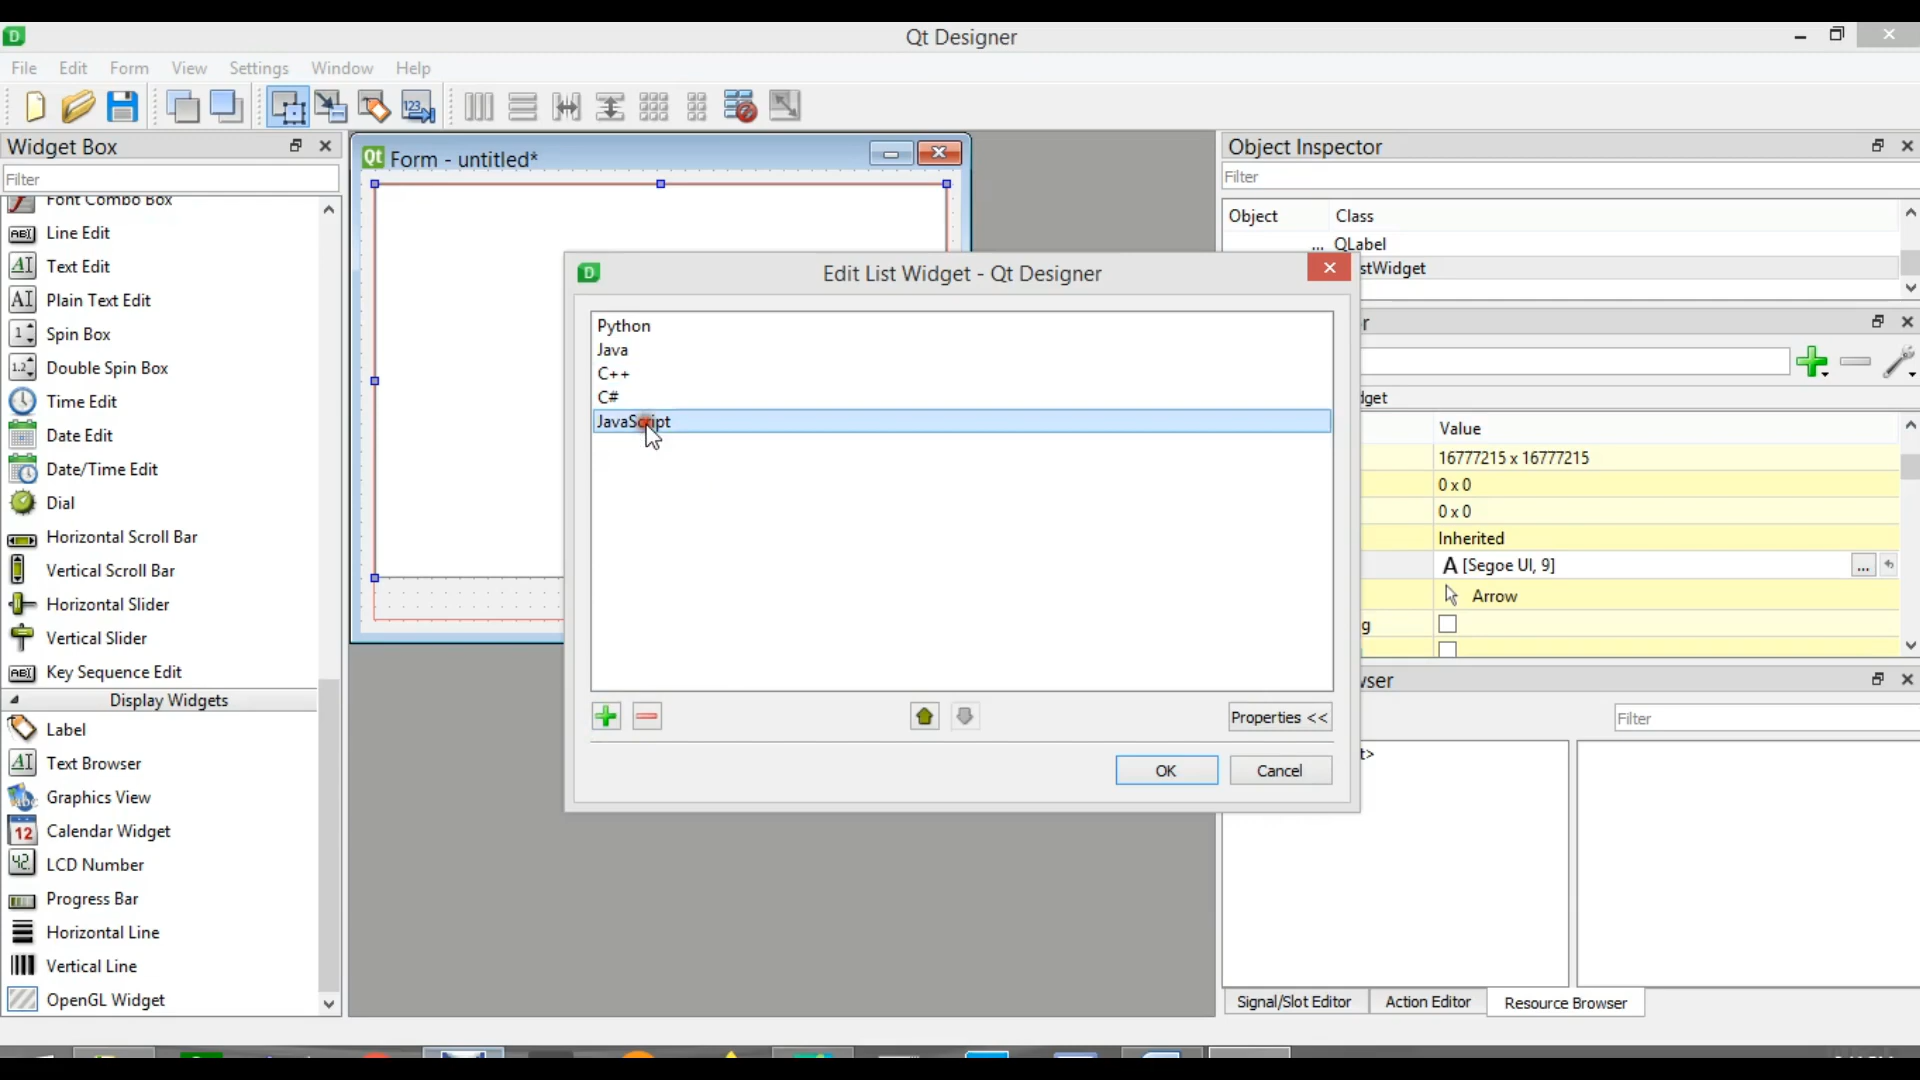 Qt Designer
File Edit Form View Settings Window Help
Widget Box
Filter
Font Combo Box
Line Edit
Text Edit
Plain Text Edit
Spin Box
Double Spin Box
Time Edit
Date Edit
Date/Time Edit
Dial
Horizontal Scroll Bar
Vertical Scroll Bar
Horizontal Slider
Vertical Slider
Key Sequence Edit
Display Widgets
Label
Text Browser
Graphics View
Calendar Widget
LCD Number
Progress Bar
Horizontal Line
Vertical Line
OpenGL Widget
Form - untitled*
Edit List Widget - Qt Designer
Python
Java
C++
C#
JavaScript
Properties <<
OK
Cancel
Object Inspector
Filter
Object Class
... QLabel
stWidget
r
dget
Value
16777215 x 16777215
0 x 0
0 x 0
Inherited
A [Segoe UI, 9]
...
Arrow
g
wser
Filter
t>
Signal/Slot Editor
Action Editor
Resource Browser